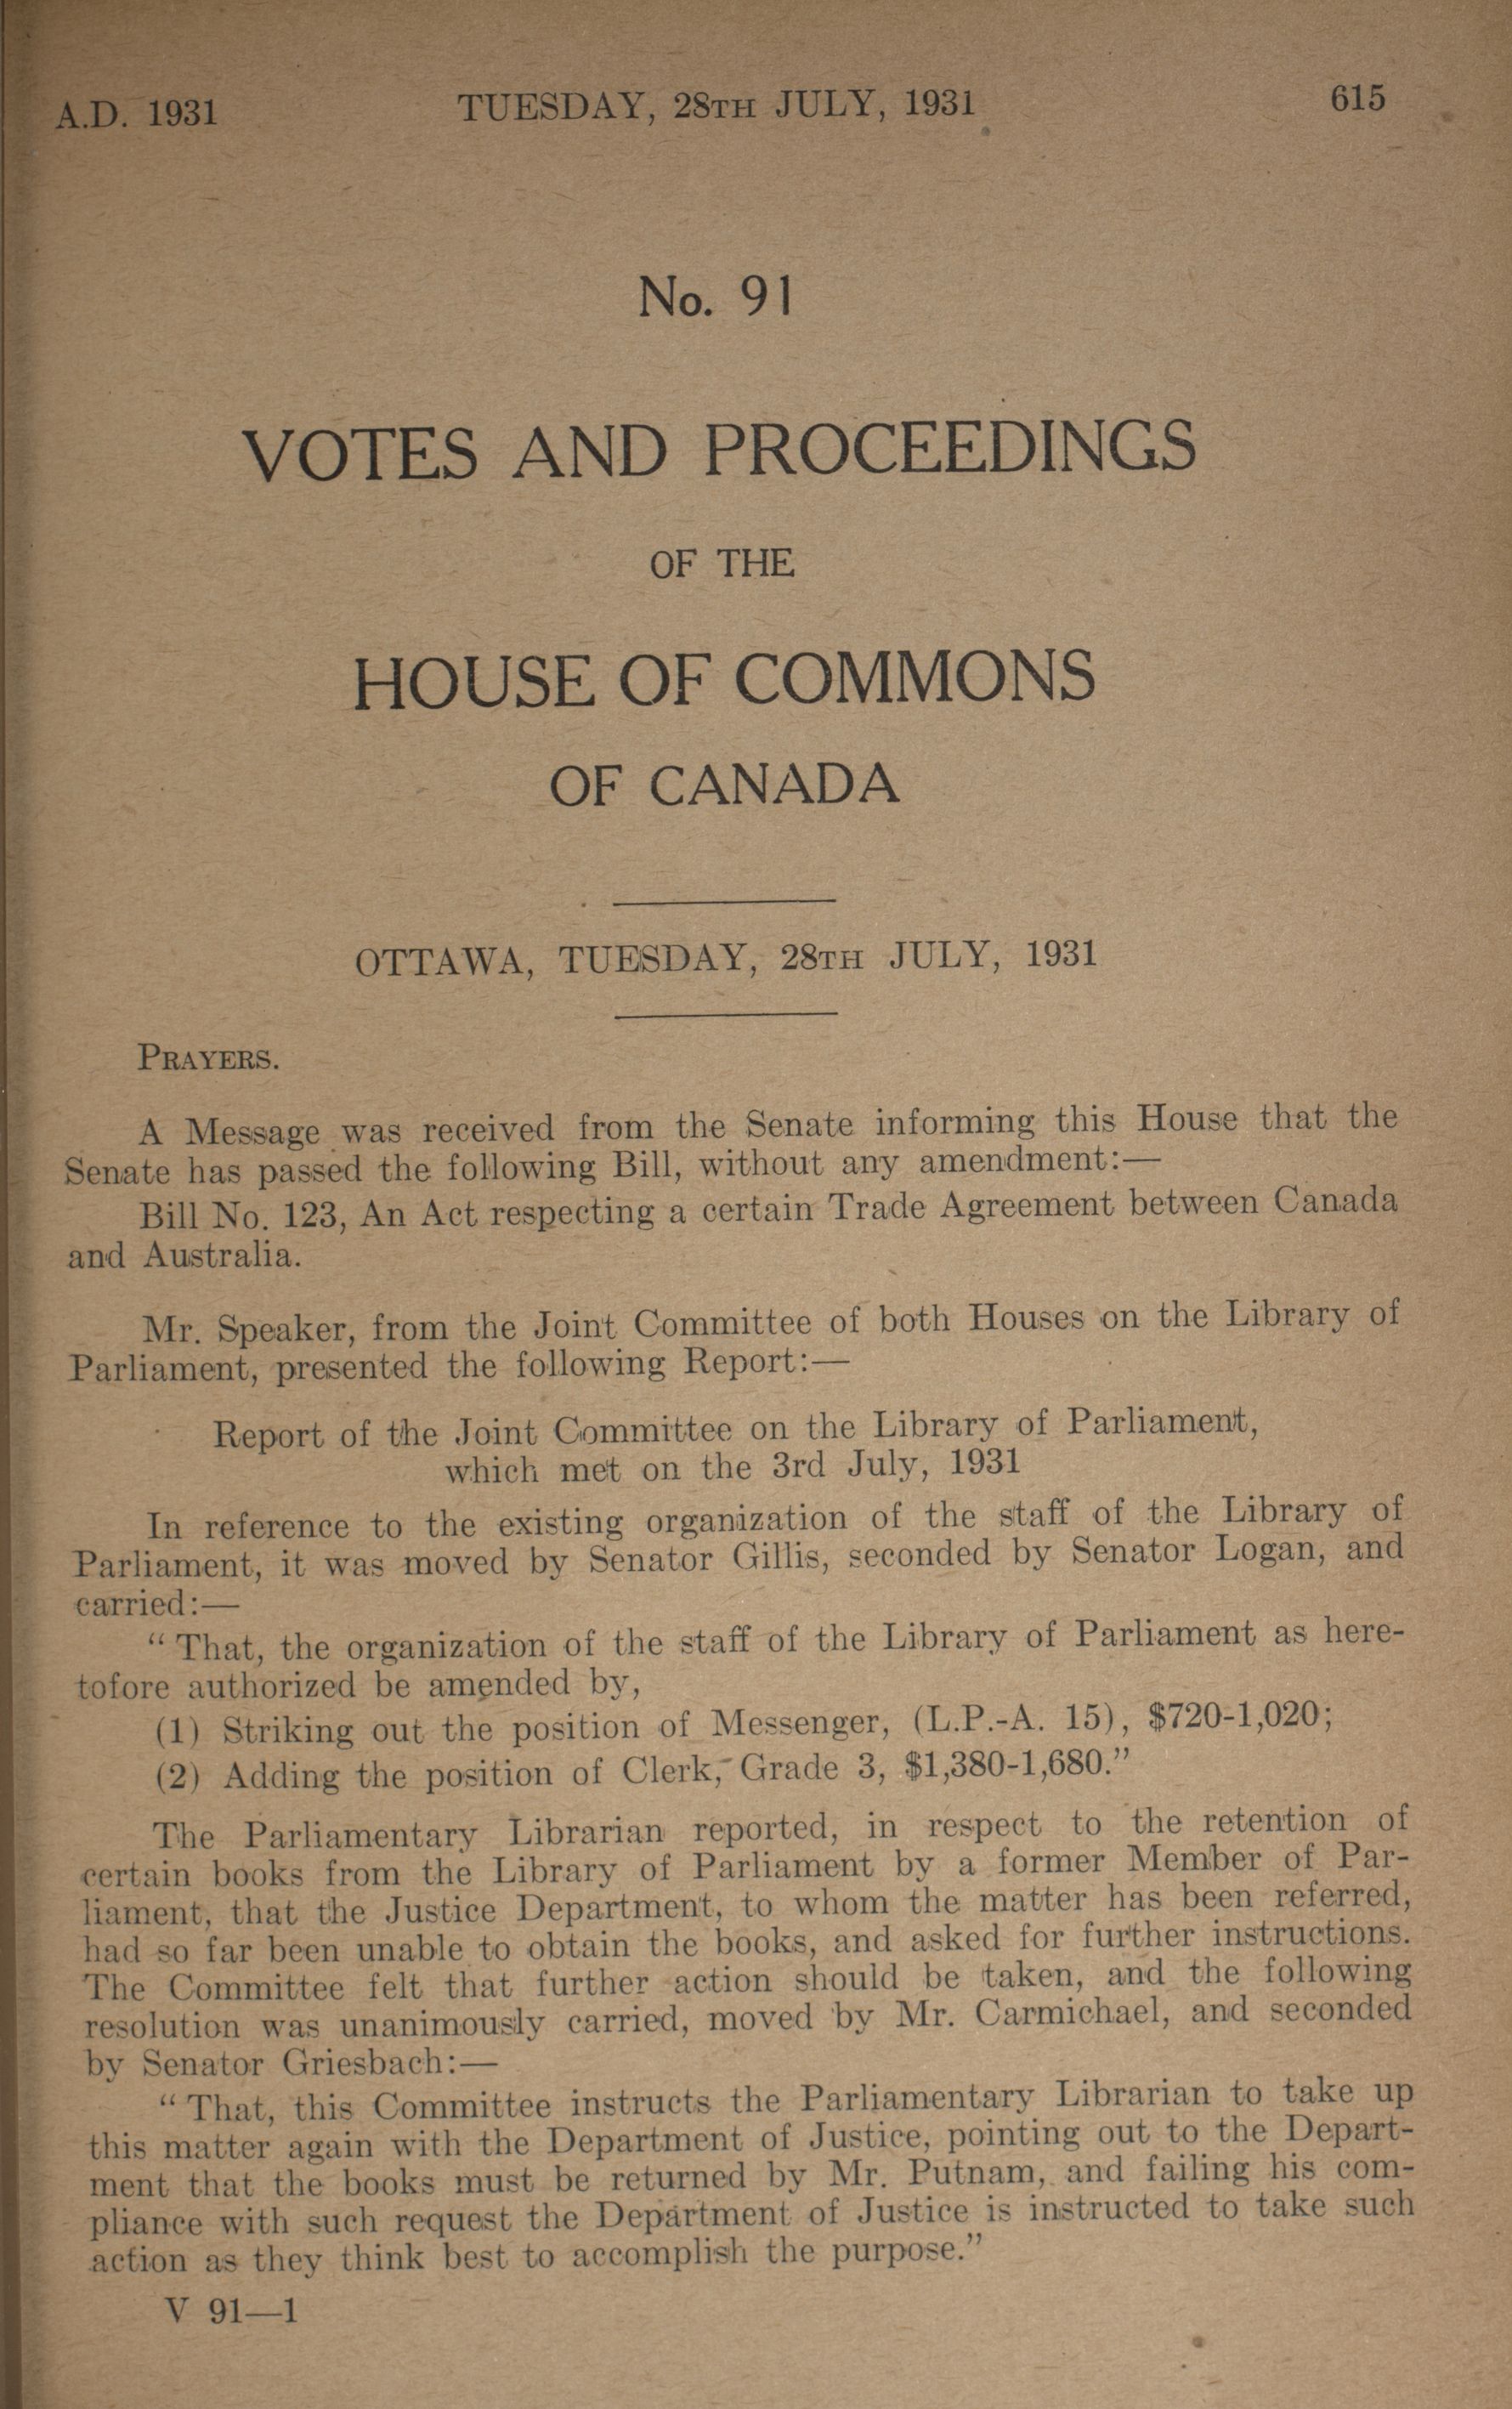 A.D. 1931 TUESDAY, 28TH JULY, 1931 615
No. 91
VOTES AND PROCEEDINGS
OF THE
HOUSE OF COMMONS
OF CANADA
OTTAWA, TUESDAY, 28TH JULY, 1931
PRAYERS.
A Message was received from the Senate informing this House that the
Senate has passed the following Bill, without any amendment:—
Bill No. 123, An Act respecting a certain Trade Agreement between Canada
and Australia.
Mr. Speaker, from the Joint Committee of both Houses on the Library of
Parliament, presented the following Report:—
Report of the Joint Committee on the Library of Parliament,
which met on the 3rd July, 1931
In reference to the existing organization of the staff of the Library of
Parliament, it was moved by Senator Gillis, seconded by Senator Logan, and
carried:—
“That, the organization of the staff of the Library of Parliament as here-
tofore authorized be amended by,
(1) Striking out the position of Messenger, (L.P.-A. 15), $720-1,020;
(2) Adding the position of Clerk, Grade 3, $1,380-1,680.”
The Parliamentary Librarian reported, in respect to the retention of
certain books from the Library of Parliament by a former Member of Par-
liament, that the Justice Department, to whom the matter has been referred,
had so far been unable to obtain the books, and asked for further instructions.
The Committee felt that further action should be taken, and the following
resolution was unanimously carried, moved by Mr. Carmichael, and seconded
by Senator Griesbach:—
“That, this Committee instructs the Parliamentary Librarian to take up
this matter again with the Department of Justice, pointing out to the Depart-
ment that the books must be returned by Mr. Putnam, and failing his com-
pliance with such request the Department of Justice is instructed to take such
action as they think best to accomplish the purpose.”
V 91—1